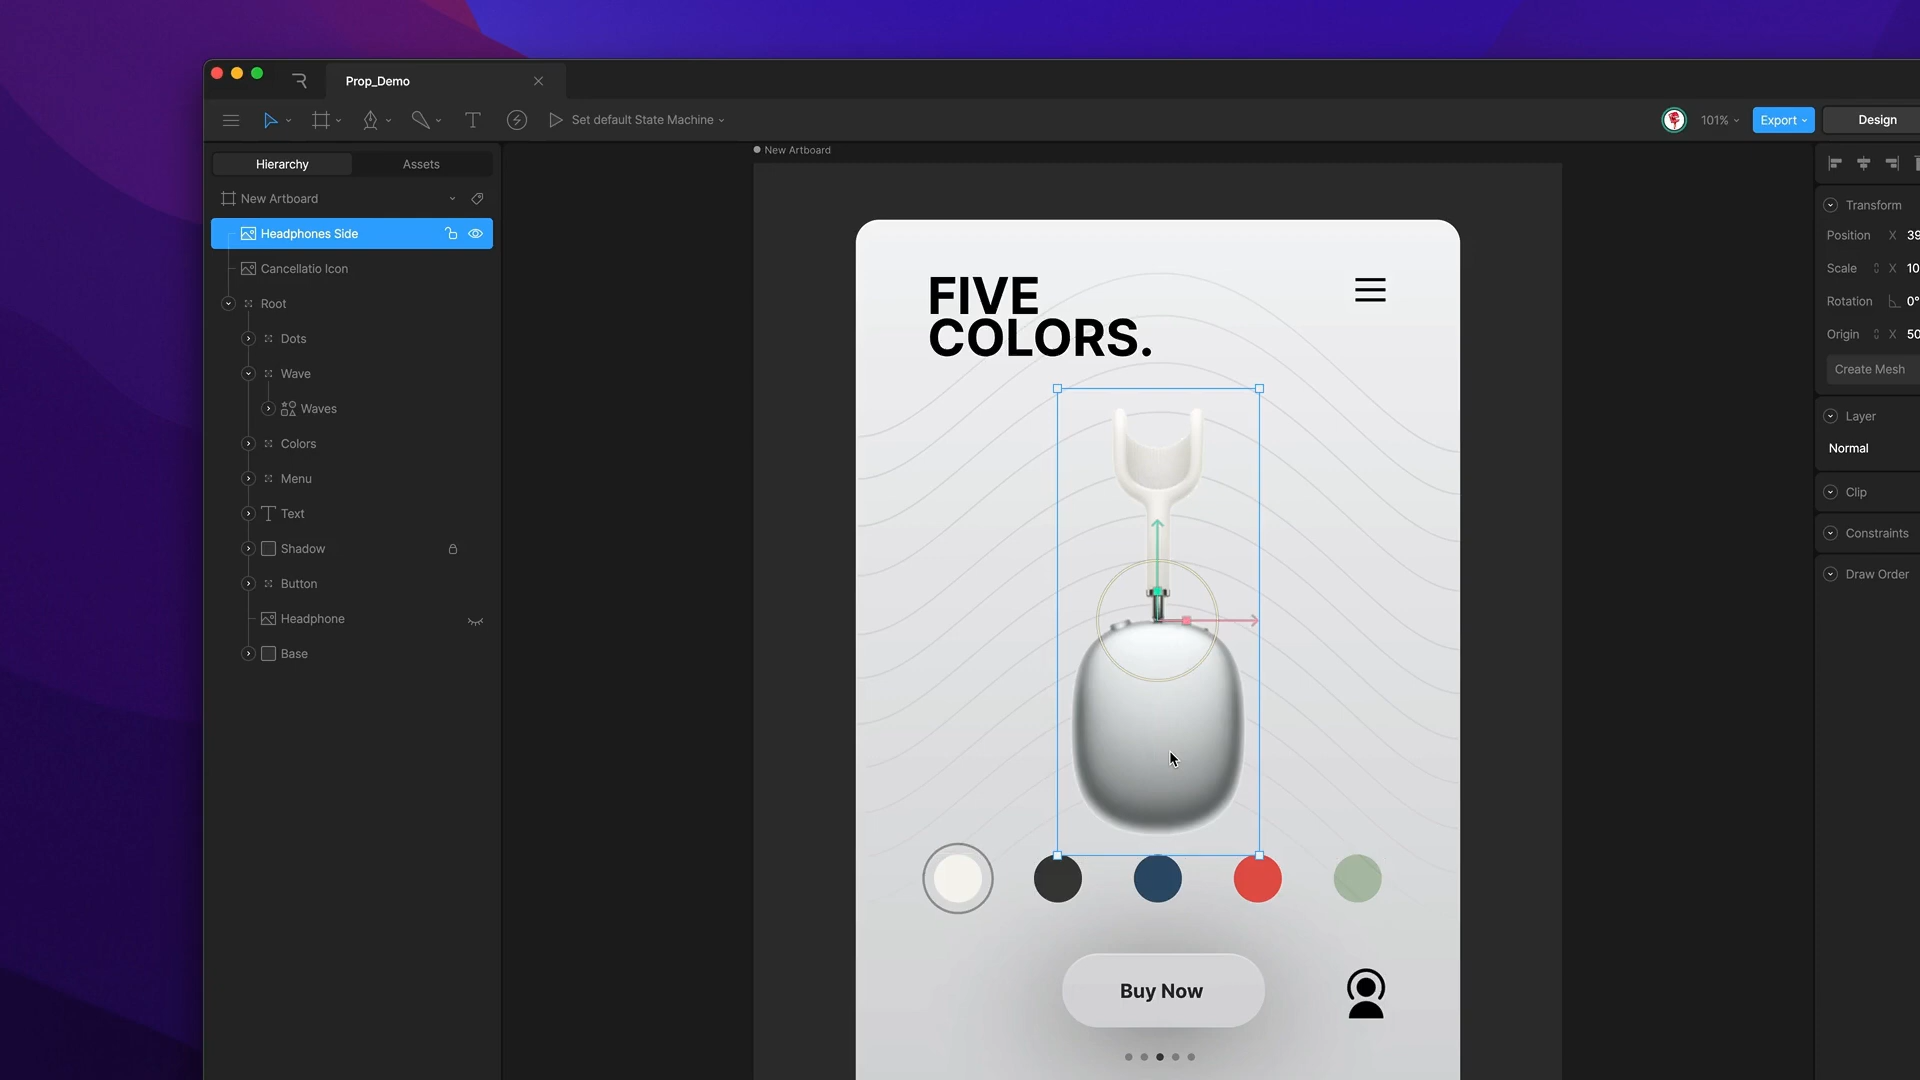 Prop_Demo
Set default State Machine
101%
Export
Design
Hierarchy
Assets
New Artboard
Headphones Side
Cancellatio Icon
Root
Dots
Wave
Waves
Colors
Menu
Text
Shadow
Button
Headphone
Base
New Artboard
FIVE
COLORS.
Buy Now
Transform
Position X 39
Scale X 10
Rotation 0°
Origin X 50
Create Mesh
Layer
Normal
Clip
Constraints
Draw Order